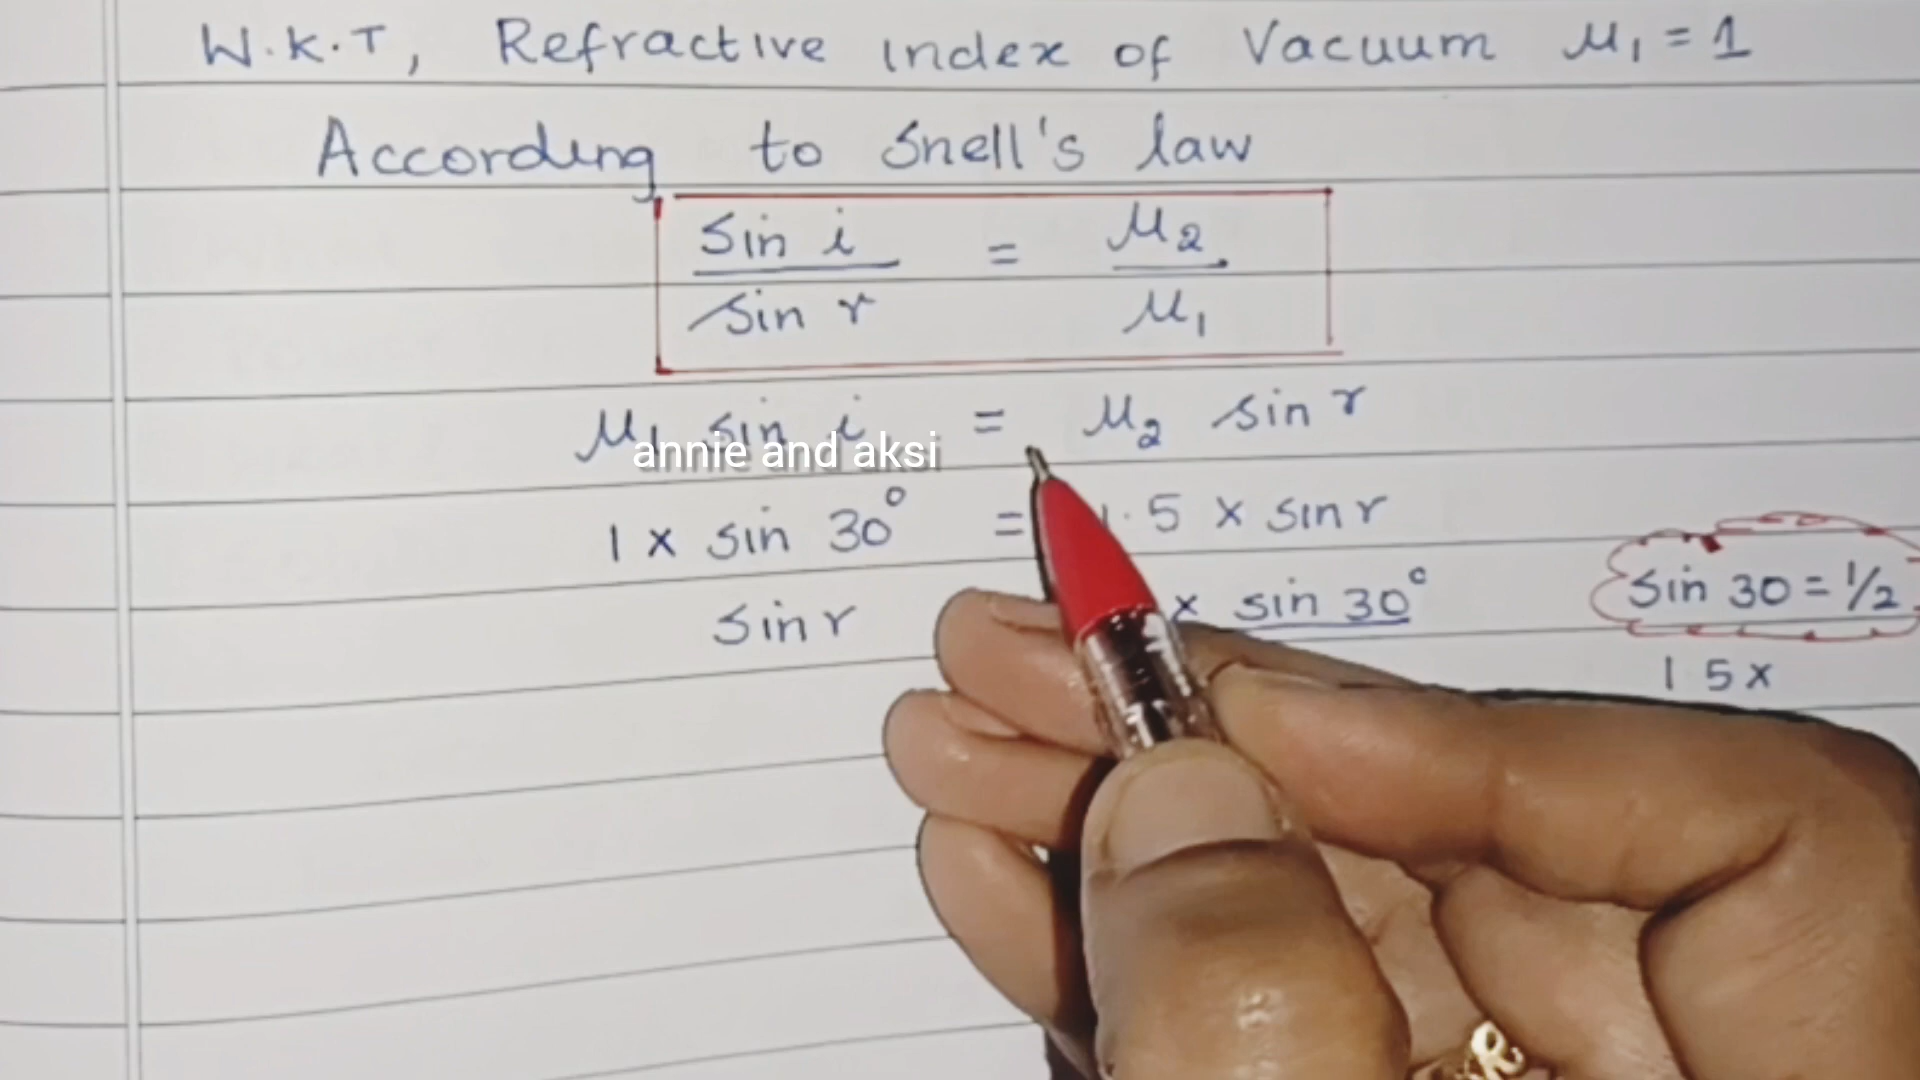 W.K.T, Refractive index of Vacuum μ₁ = 1
According to Snell's law
sin i / sin r = μ₂ / μ₁
μ₁ sin i = μ₂ sin r
annie and aksi
1 x sin 30° = 1.5 x sin r
sin r x sin 30°
sin 30 = 1/2
1 5 x